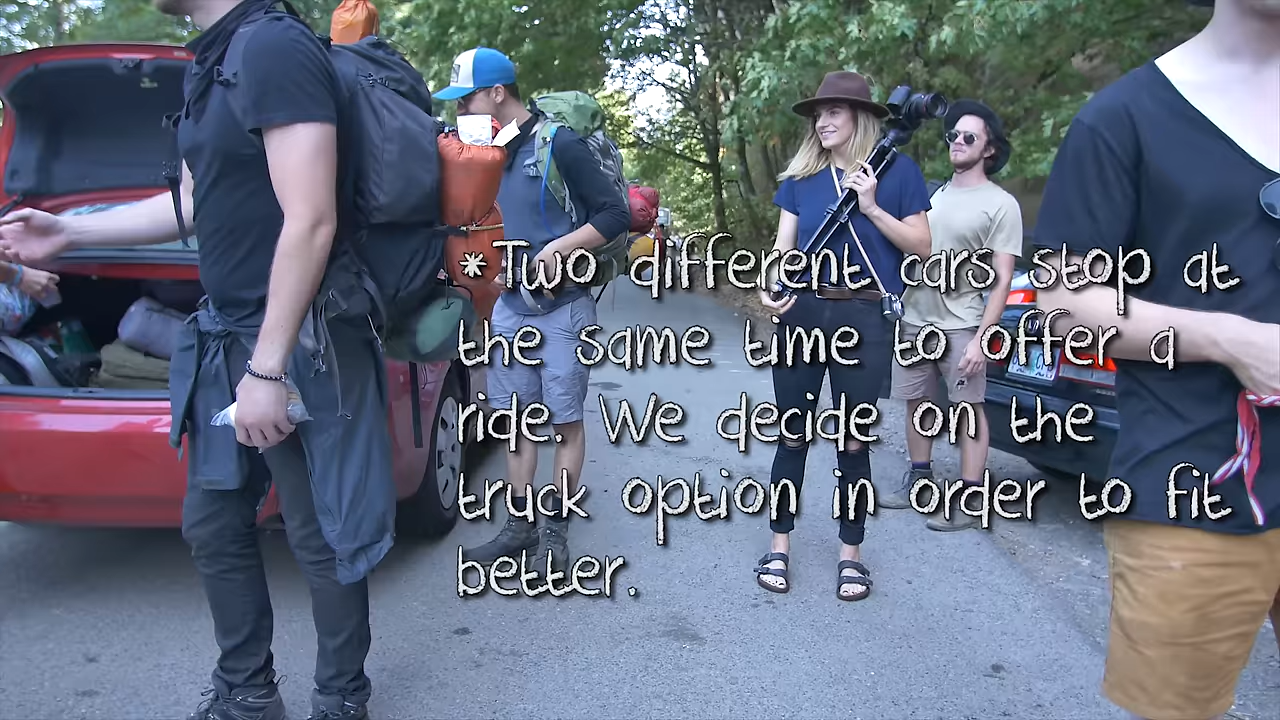 *Two different cars stop at
the same time to offer a
ride. We decide on the
truck option in order to fit
better.